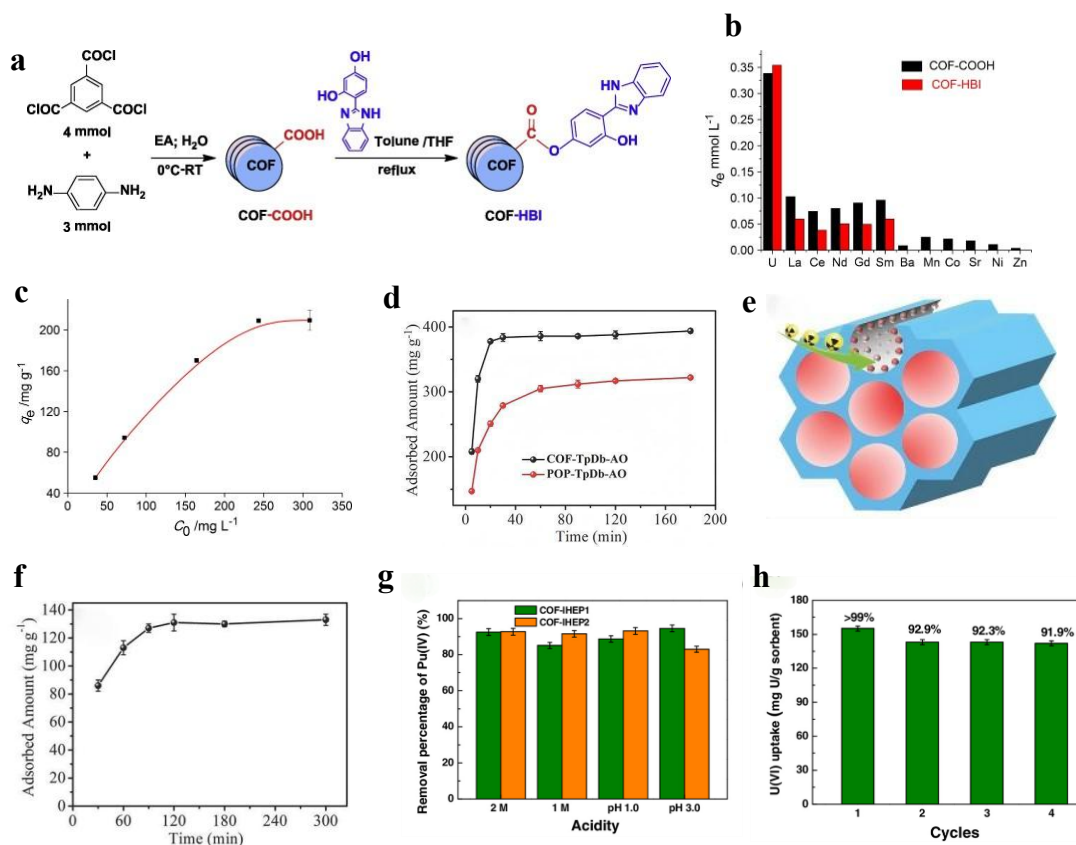 a
COCl
ClOC
COCl
4 mmol
+
H₂N
NH₂
3 mmol
EA; H₂O
0°C-RT
COOH
COF
COF-COOH
OH
HO
N
NH
Tolune /THF
reflux
COF
C
O
O
OH
HN
N
COF-HBI
b
qe mmol L⁻¹
0.35
0.30
0.25
0.20
0.15
0.10
0.05
0.00
COF-COOH
COF-HBI
U La Ce Nd Gd Sm Ba Mn Co Sr Ni Zn
c
qe /mg g⁻¹
200
160
120
80
40
0 50 100 150 200 250 300 350
C0 /mg L⁻¹
d
Adsorbed Amount (mg g⁻¹)
400
300
200
COF-TpDb-AO
POP-TpDb-AO
0 40 80 120 160 200
Time (min)
e
f
Adsorbed Amount (mg g⁻¹)
140
120
100
80
60
40
20
0
60 120 180 240 300
Time (min)
g
Removal percentage of Pu(IV) (%)
100
80
60
40
20
0
COF-IHEP1
COF-IHEP2
2 M 1 M pH 1.0 pH 3.0
Acidity
h
U(VI) uptake (mg U/g sorbent)
180
150
120
90
60
30
0
>99% 92.9% 92.3% 91.9%
1 2 3 4
Cycles